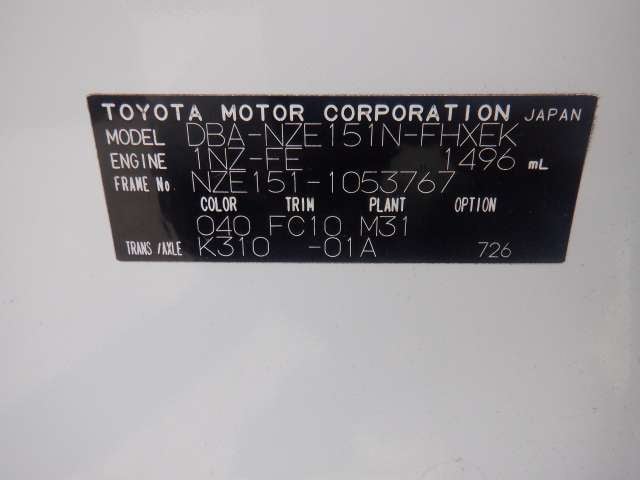 TOYOTA MOTOR CORPORATION JAPAN
MODEL DBA-NZE151N-FHXEK
ENGINE 1NZ-FE 1496 mL
FRAME No NZE151-1053767
COLOR TRIM PLANT OPTION
040 FC10 M31
TRANS/AXLE K310 -01A 726